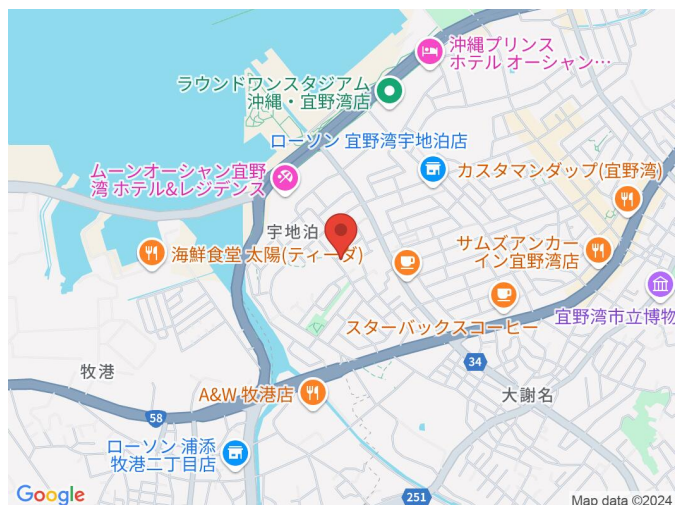 沖縄プリンス
ホテル オーシャン…
ラウンドワンスタジアム
沖縄・宜野湾店
ローソン 宜野湾宇地泊店
カスタマンダップ(宜野湾)
ムーンオーシャン宜野
湾 ホテル&レジデンス
宇地泊
サムズアンカー
イン宜野湾店
海鮮食堂 太陽(ティーダ)
スターバックスコーヒー
宜野湾市立博物
牧港
34
A&W 牧港店
大謝名
58
ローソン 浦添
牧港二丁目店
251
Google
Map data ©2024